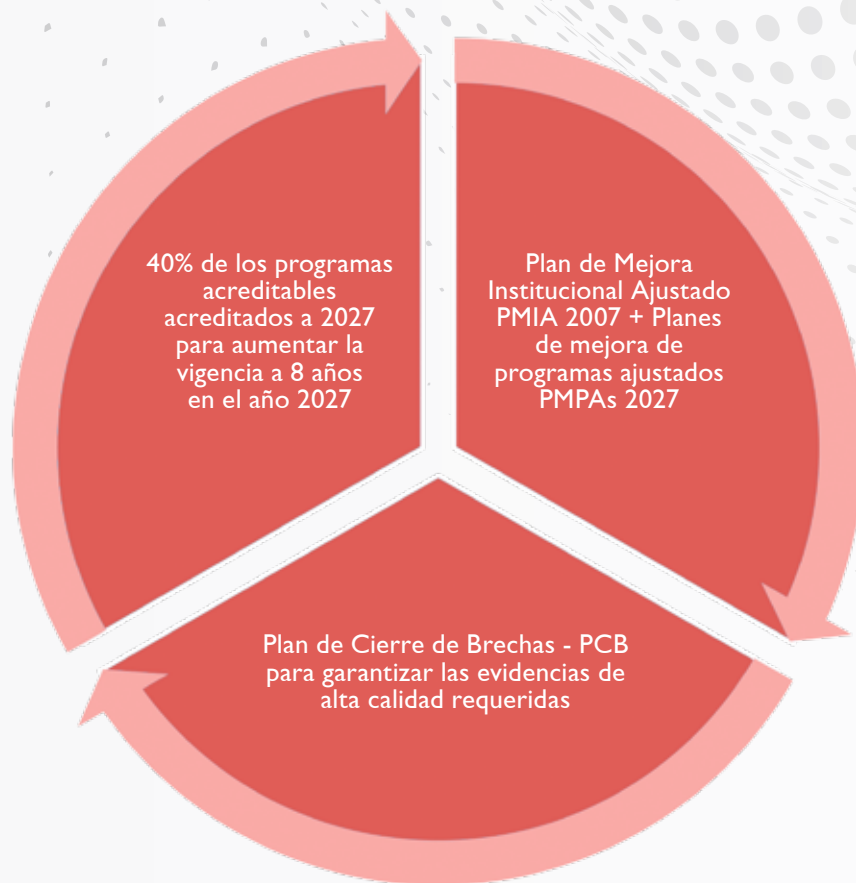 40% de los programas
acreditables
acreditados a 2027
para aumentar la
vigencia a 8 años
en el año 2027
Plan de Mejora
Institucional Ajustado
PMIA 2007 + Planes
de mejora de
programas ajustados
PMPAs 2027
Plan de Cierre de Brechas - PCB
para garantizar las evidencias de
alta calidad requeridas